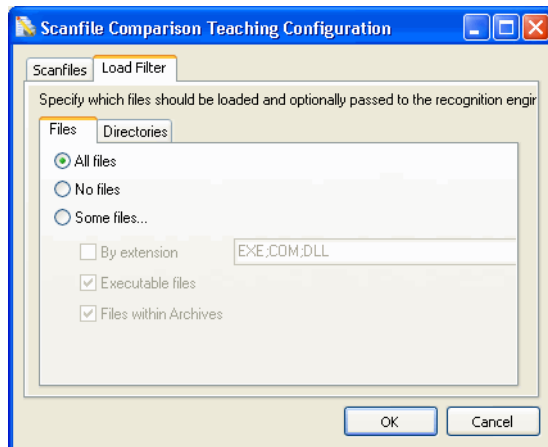 Scanfile Comparison Teaching Configuration
Scanfiles Load Filter
Specify which files should be loaded and optionally passed to the recognition engir
Files Directories
All files
No files
Some files...
By extension EXE;COM;DLL
Executable files
Files within Archives
OK Cancel